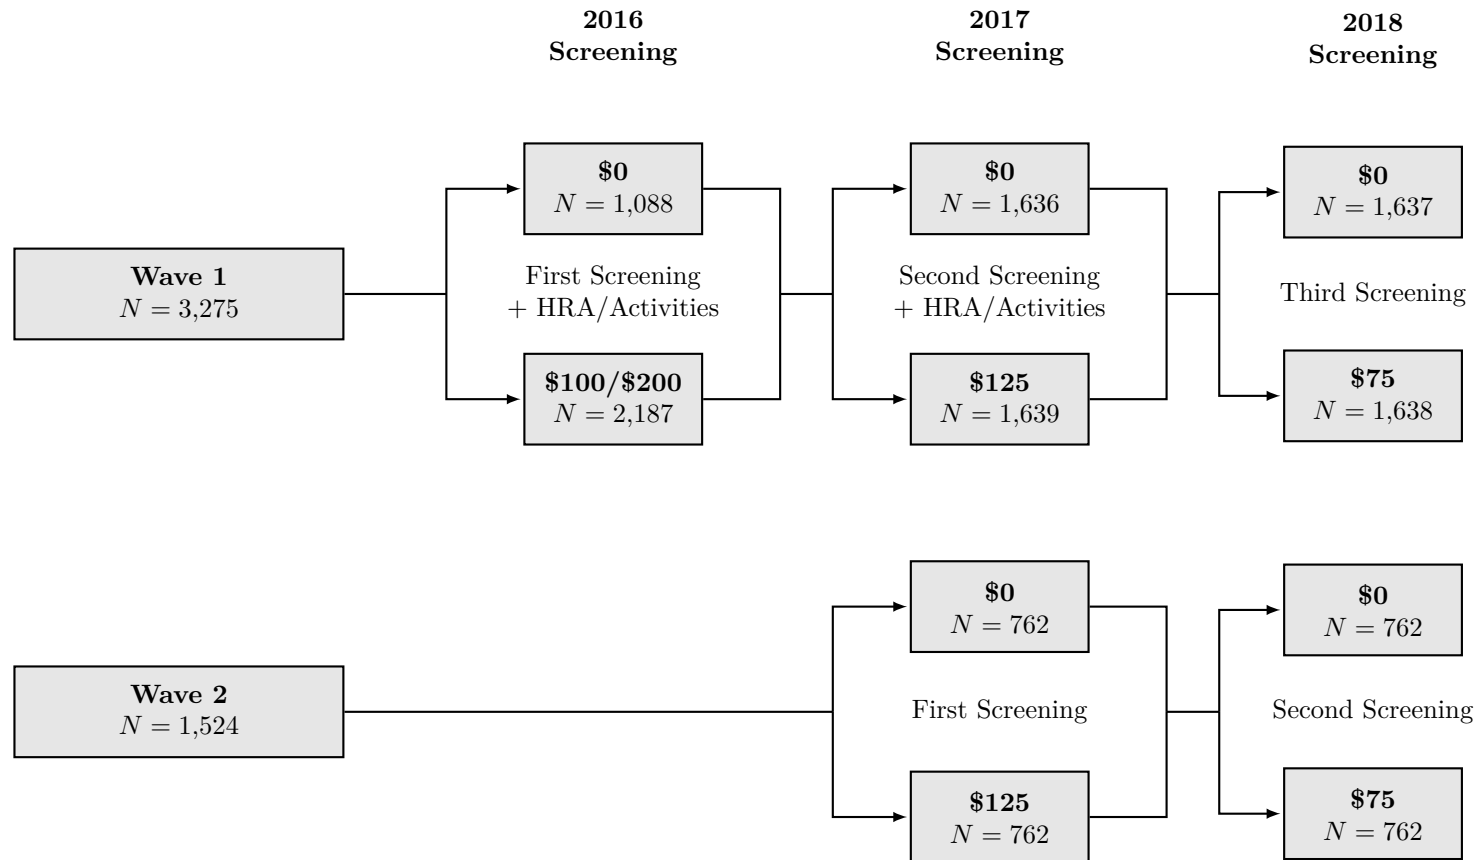 2016
Screening
2017
Screening
2018
Screening
$0
N = 1,088
$0
N = 1,636
$0
N = 1,637
Wave 1
N = 3,275
First Screening
+ HRA/Activities
Second Screening
+ HRA/Activities
Third Screening
$100/$200
N = 2,187
$125
N = 1,639
$75
N = 1,638
$0
N = 762
$0
N = 762
Wave 2
N = 1,524
First Screening
Second Screening
$125
N = 762
$75
N = 762